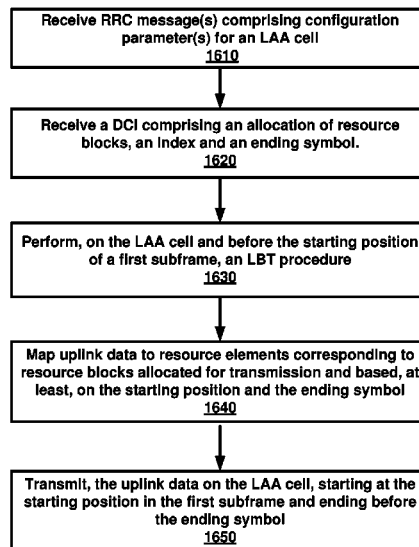 Receive RRC message(s) comprising configuration
parameter(s) for an LAA cell
1610
Receive a DCI comprising an allocation of resource
blocks, an index and an ending symbol.
1620
Perform, on the LAA cell and before the starting position
of a first subframe, an LBT procedure
1630
Map uplink data to resource elements corresponding to
resource blocks allocated for transmission and based, at
least, on the starting position and the ending symbol
1640
Transmit, the uplink data on the LAA cell, starting at the
starting position in the first subframe and ending before
the ending symbol
1650